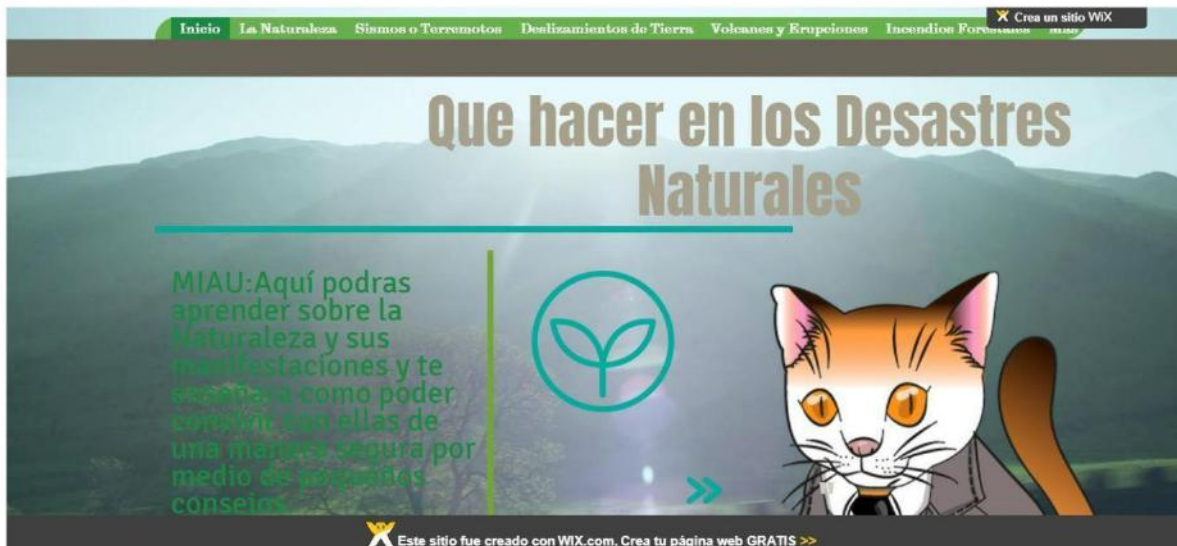 Crea un sitio WiX
Inicio La Naturaleza Sismos o Terremotos Deslizamientos de Tierra Volcanes y Erupciones Incendios Forestales Más
Que hacer en los Desastres
Naturales
MIAU:Aquí podras
aprender sobre la
Naturaleza y sus
manifestaciones y te
enseñara como poder
convivir con ellas de
una manera segura por
medio de pequeños
consejos
Este sitio fue creado con WIX.com. Crea tu página web GRATIS >>